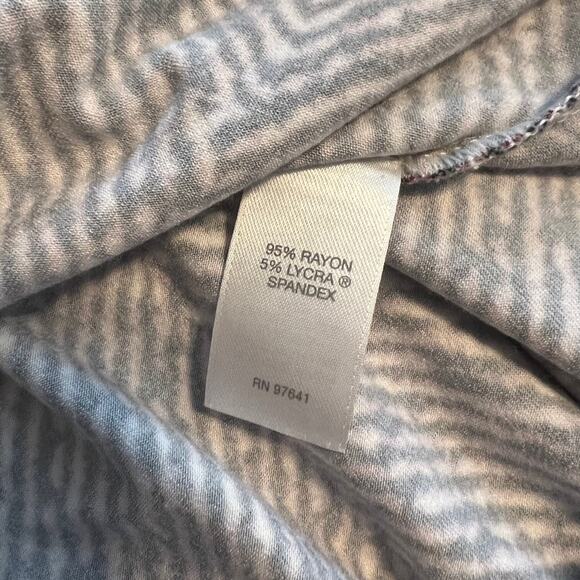 95% RAYON
5% LYCRA ®
SPANDEX
RN 97641